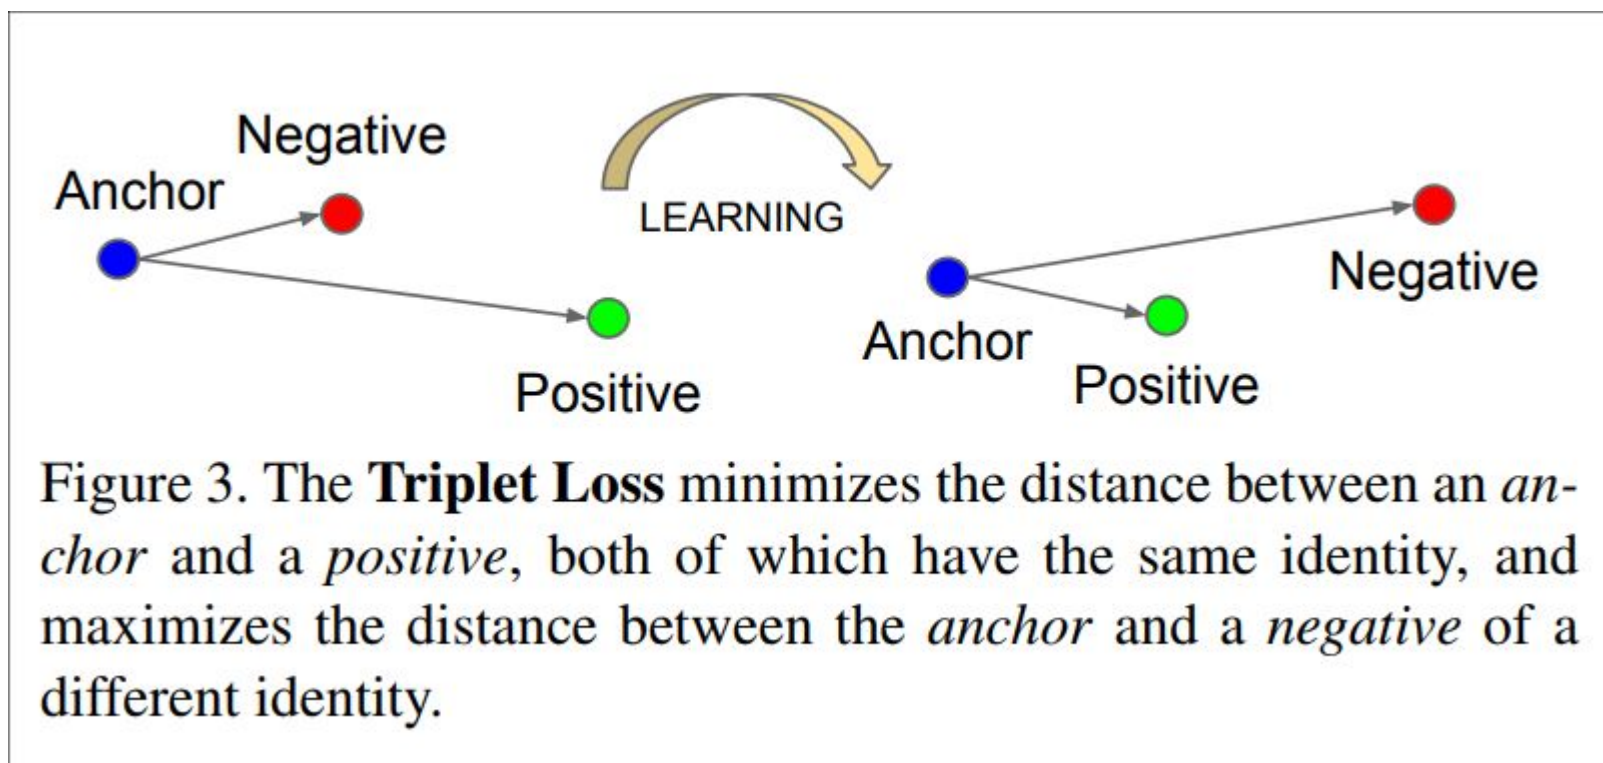 Negative
Anchor
Positive
LEARNING
Anchor
Positive
Negative
Figure 3. The Triplet Loss minimizes the distance between an an-
chor and a positive, both of which have the same identity, and
maximizes the distance between the anchor and a negative of a
different identity.